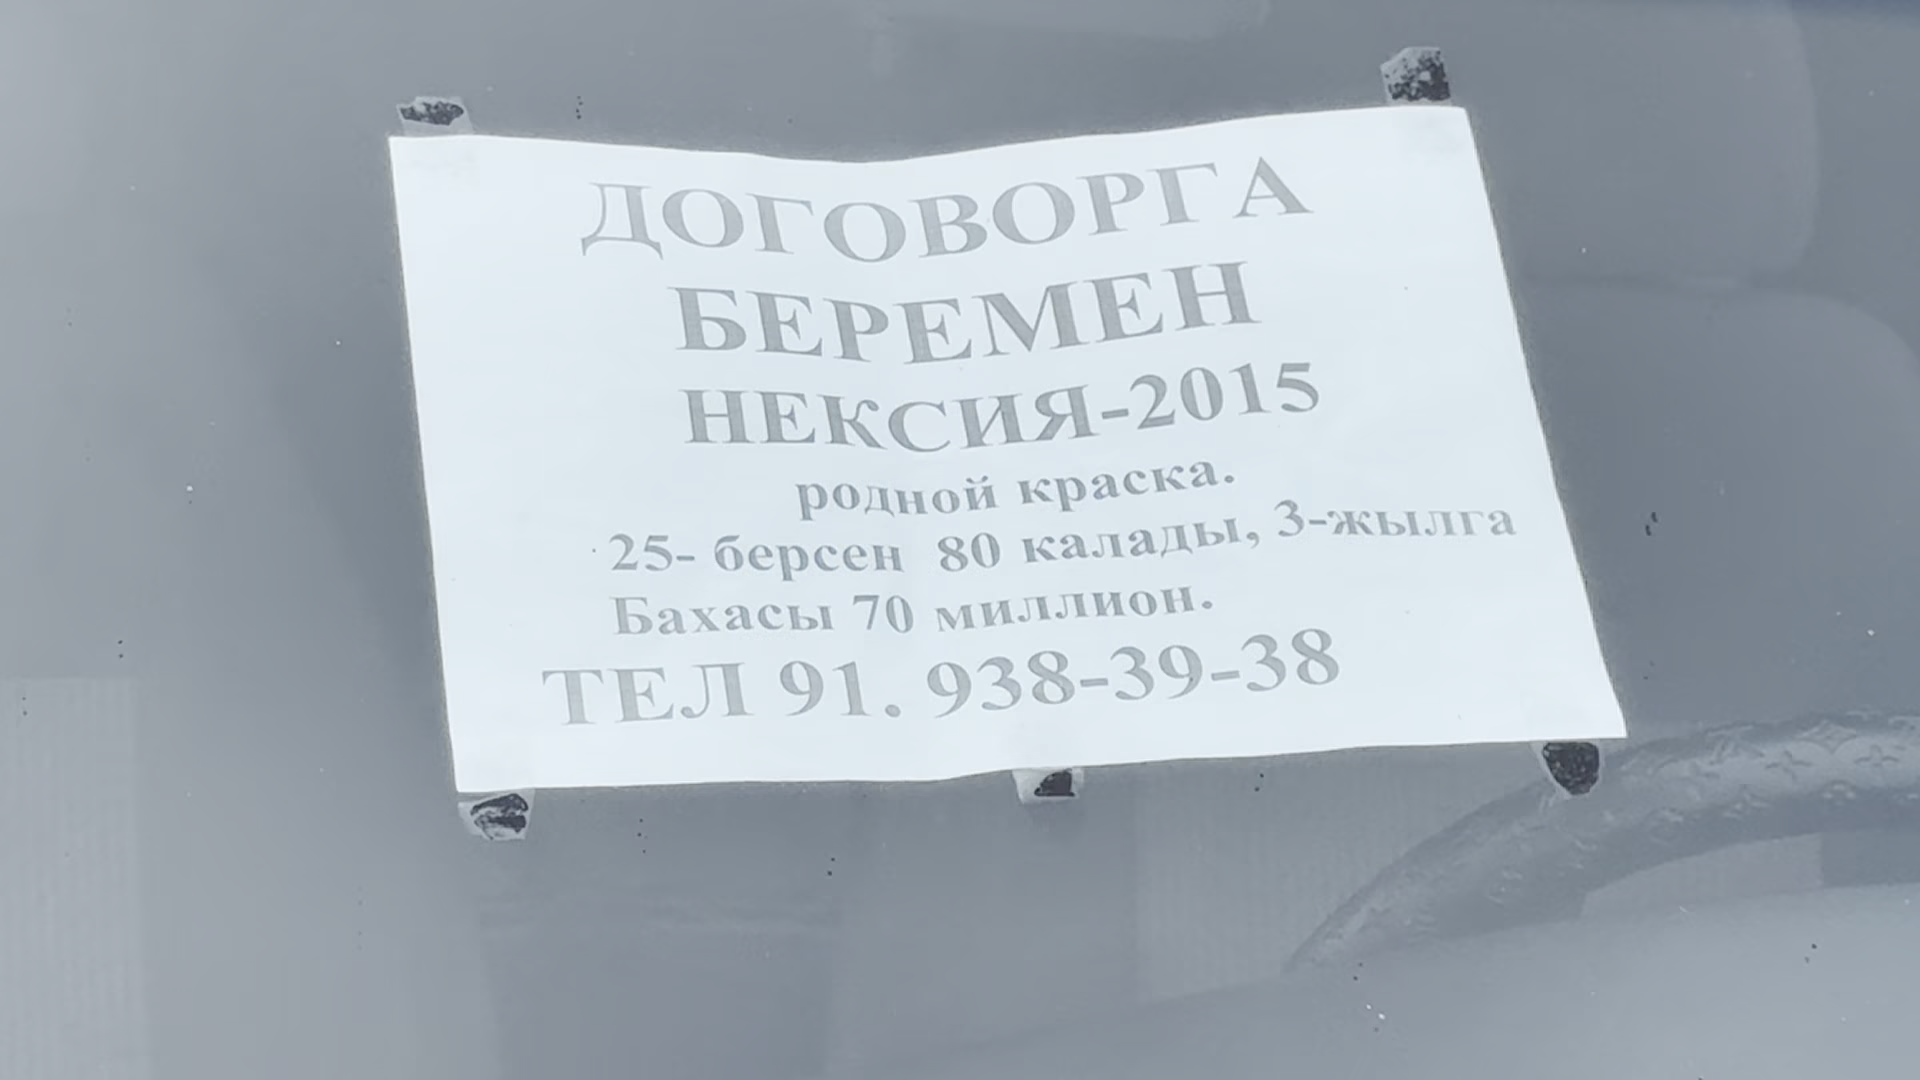 ДОГОВОРГА
БЕРЕМЕН
НЕКСИЯ-2015
родной краска.
25- берсен 80 калады, 3-жылга
Бахасы 70 миллион.
ТЕЛ 91. 938-39-38